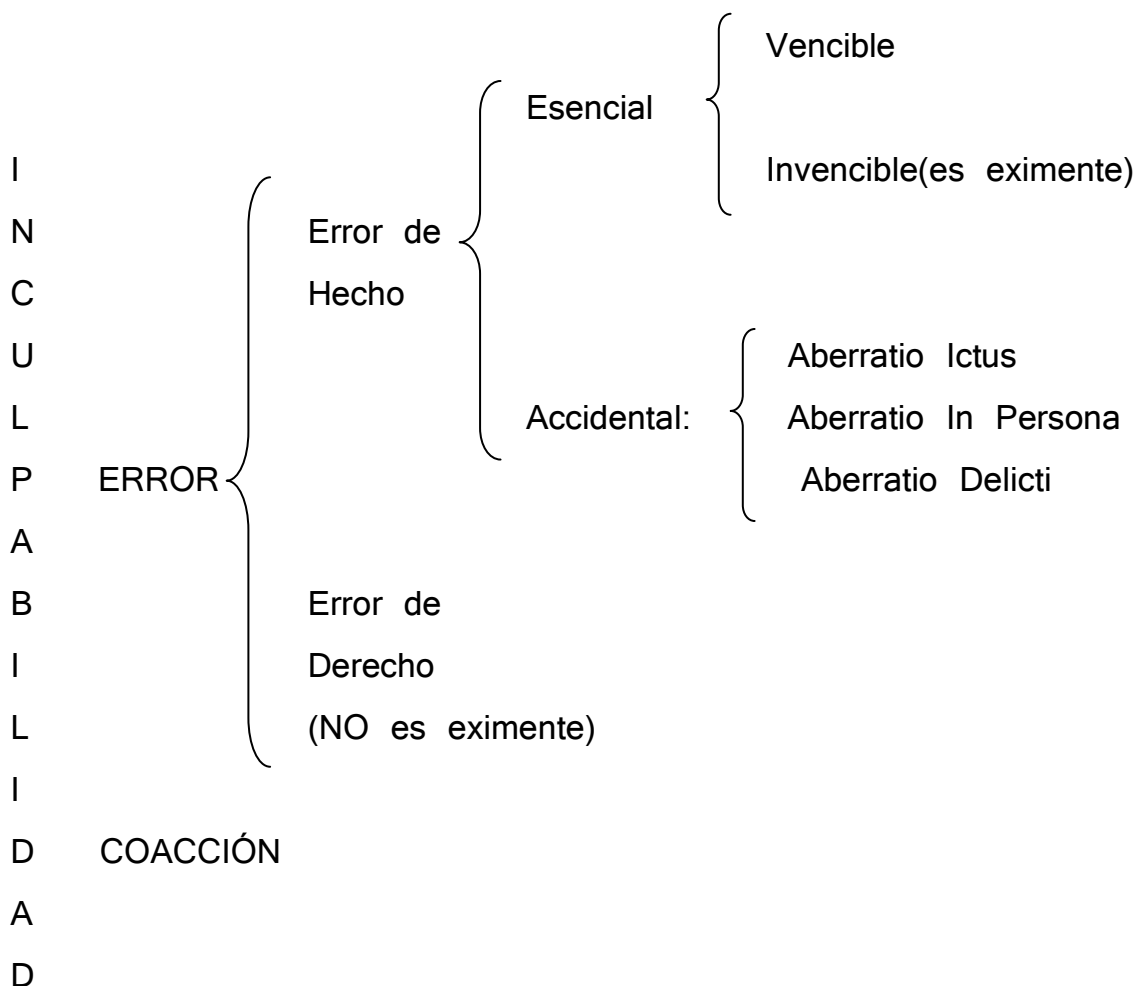 INCULPABILIDAD
ERROR
Error de
Hecho
Esencial
Vencible
Invencible(es eximente)
Accidental:
Aberratio Ictus
Aberratio In Persona
Aberratio Delicti
Error de
Derecho
(NO es eximente)
COACCIÓN